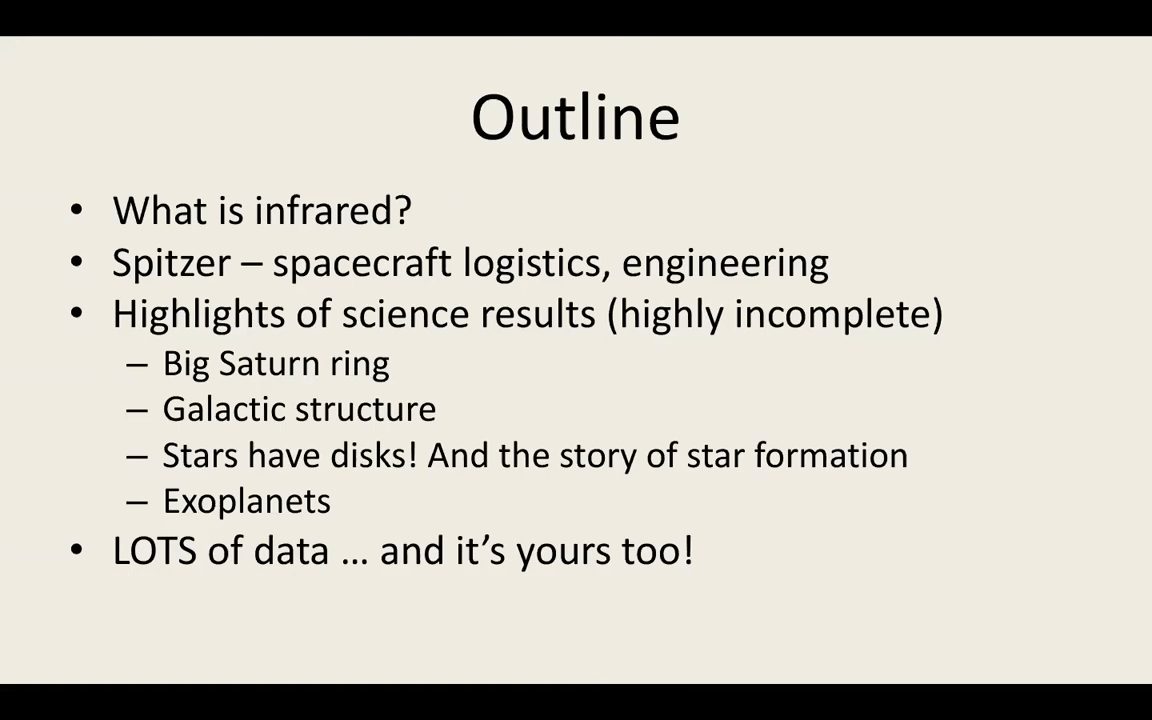 Outline
• What is infrared?
• Spitzer – spacecraft logistics, engineering
• Highlights of science results (highly incomplete)
– Big Saturn ring
– Galactic structure
– Stars have disks! And the story of star formation
– Exoplanets
• LOTS of data … and it’s yours too!